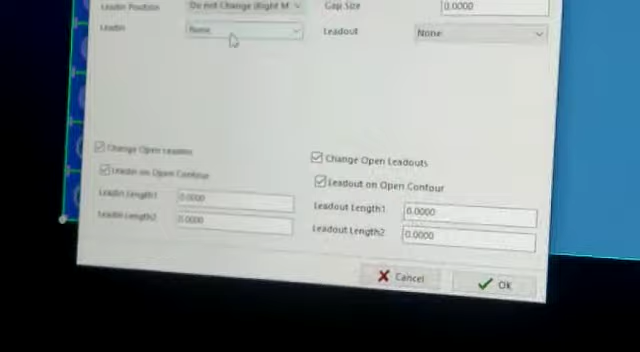 Leadin Position Do not Change (Right M Gap Size 0.0000
Leadin None Leadout None
Change Open Leadins Change Open Leadouts
Leadin on Open Contour Leadout on Open Contour
Leadin Length1 0.0000 Leadout Length1 0.0000
Leadin Length2 0.0000 Leadout Length2 0.0000
Cancel Ok